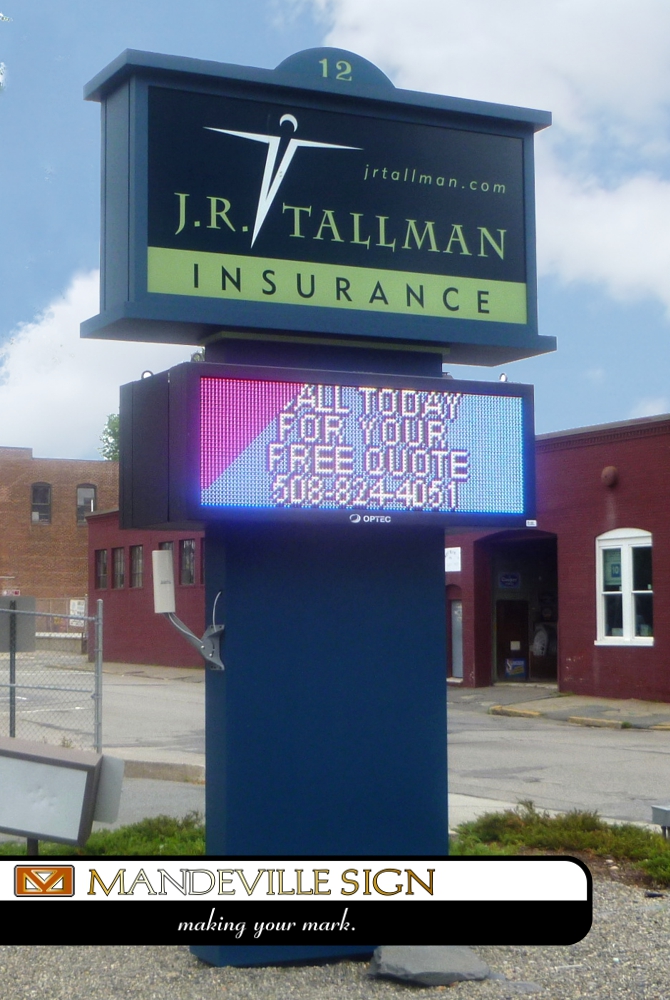 12
jrtallman.com
J.R. TALLMAN
INSURANCE
CALL TODAY
FOR YOUR
FREE QUOTE
508-824-4051
OPTEC
MANDEVILLE SIGN
making your mark.